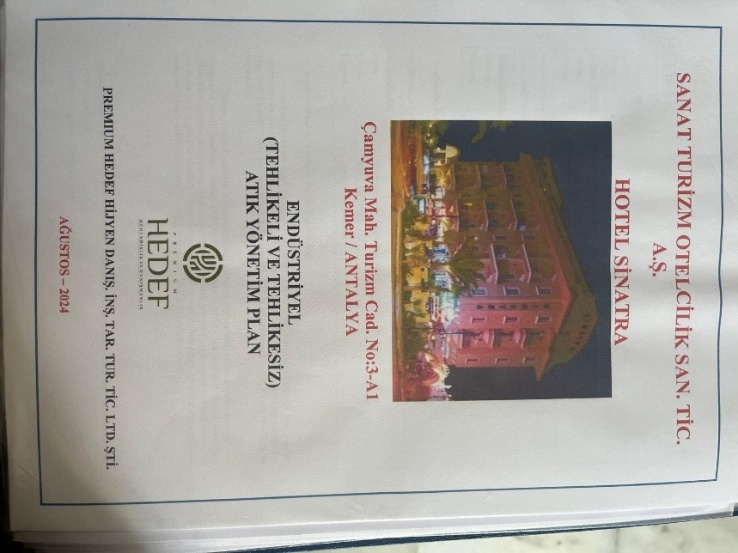 SANAT TURİZM OTELCİLİK SAN. TİC.
A.Ş.
HOTEL SİNATRA
Çamyuva Mah. Turizm Cad. No:3-A1
Kemer / ANTALYA
ENDÜSTRİYEL
(TEHLİKELİ VE TEHLİKESİZ)
ATIK YÖNETİM PLAN
PREMIUM
HEDEF
PREMIUM HEDEF HİJYEN DANIŞ. İNŞ. TAR. TUR. TİC. LTD. ŞTİ.
AĞUSTOS – 2024